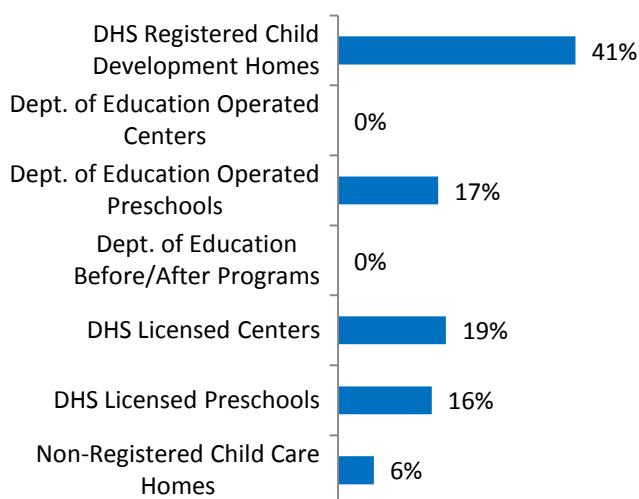 DHS Registered Child
Development Homes
41%
Dept. of Education Operated
Centers
0%
Dept. of Education Operated
Preschools
17%
Dept. of Education
Before/After Programs
0%
DHS Licensed Centers
19%
DHS Licensed Preschools
16%
Non-Registered Child Care
Homes
6%